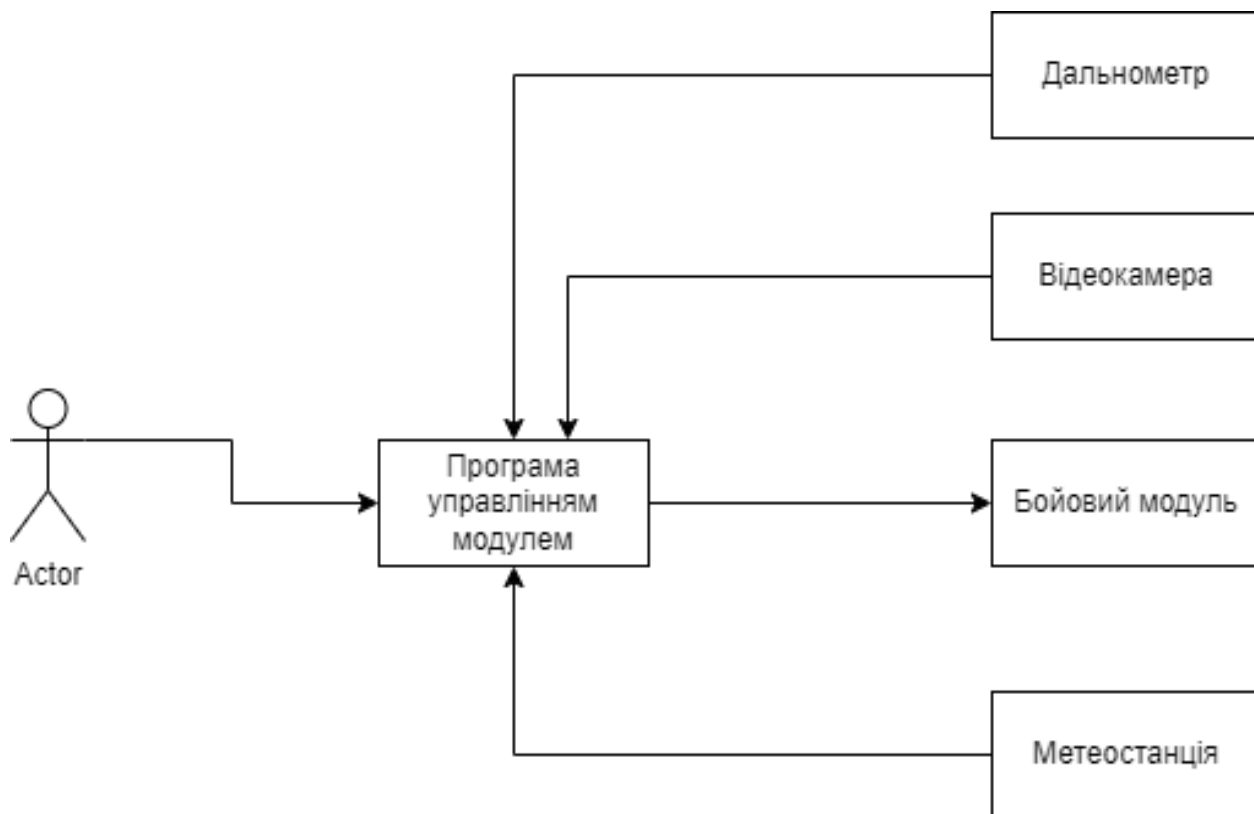 Дальнометр
Відеокамера
Програма
управлінням
модулем
Бойовий модуль
Actor
Метеостанція